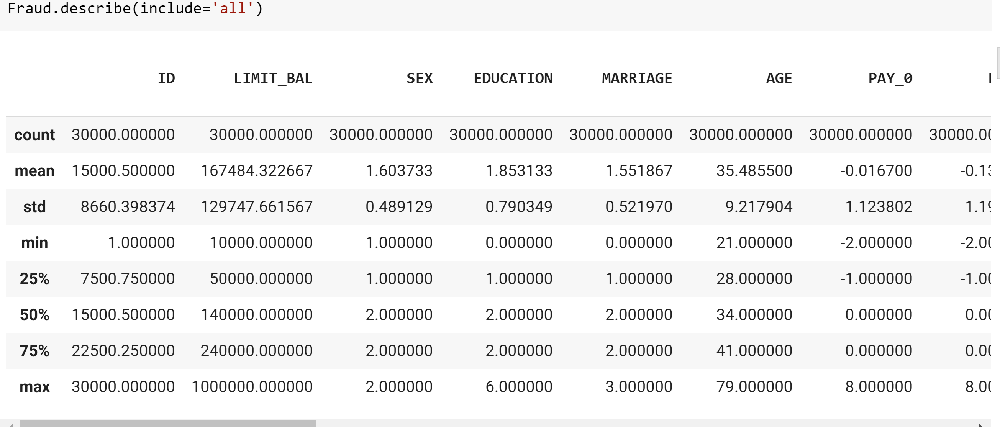 Fraud.describe(include='all')
ID LIMIT_BAL SEX EDUCATION MARRIAGE AGE PAY_0
count 30000.000000 30000.000000 30000.000000 30000.000000 30000.000000 30000.000000 30000.000000 30000.00
mean 15000.500000 167484.322667 1.603733 1.853133 1.551867 35.485500 -0.016700 -0.13
std 8660.398374 129747.661567 0.489129 0.790349 0.521970 9.217904 1.123802 1.19
min 1.000000 10000.000000 1.000000 0.000000 0.000000 21.000000 -2.000000 -2.00
25% 7500.750000 50000.000000 1.000000 1.000000 1.000000 28.000000 -1.000000 -1.00
50% 15000.500000 140000.000000 2.000000 2.000000 2.000000 34.000000 0.000000 0.00
75% 22500.250000 240000.000000 2.000000 2.000000 2.000000 41.000000 0.000000 0.00
max 30000.000000 1000000.000000 2.000000 6.000000 3.000000 79.000000 8.000000 8.00